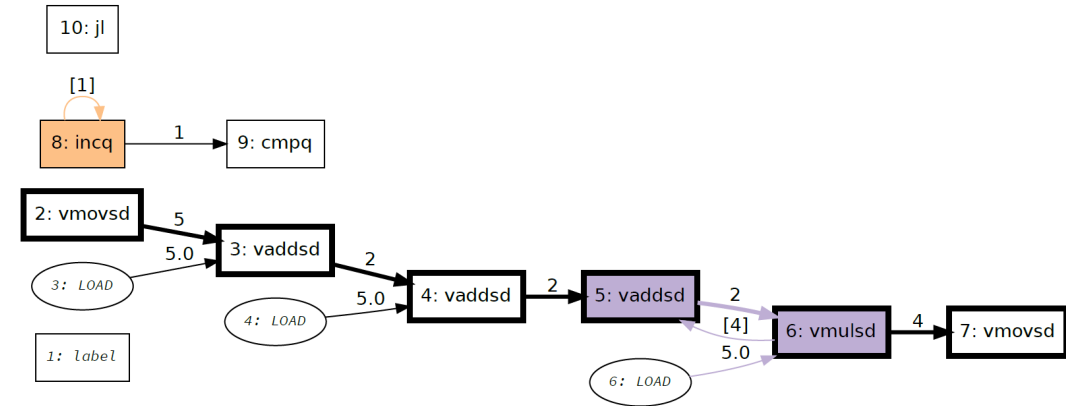 10: jl
[1]
8: incq
1
9: cmpq
2: vmovsd
5
3: vaddsd
5.0
3: LOAD
2
4: vaddsd
5.0
4: LOAD
2
5: vaddsd
2
[4]
6: vmulsd
5.0
6: LOAD
4
7: vmovsd
1: label